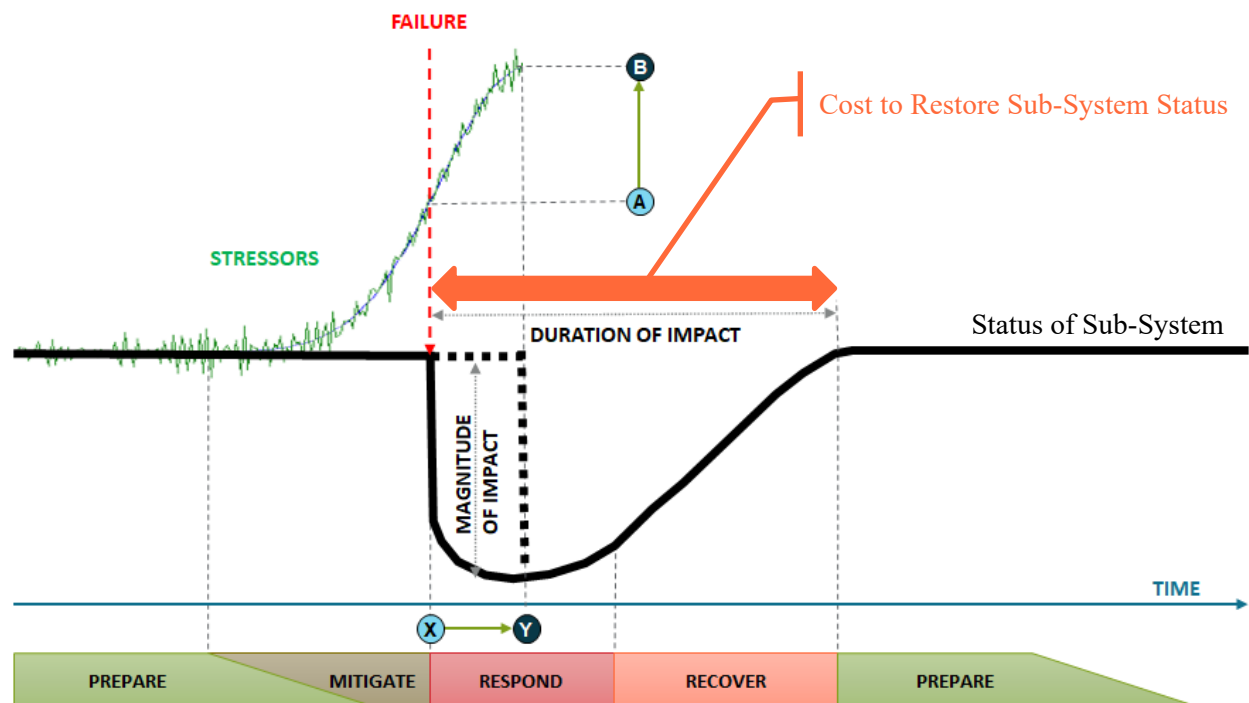 FAILURE
B
Cost to Restore Sub-System Status
A
STRESSORS
DURATION OF IMPACT
Status of Sub-System
MAGNITUDE
OF IMPACT
TIME
X
Y
PREPARE
MITIGATE
RESPOND
RECOVER
PREPARE